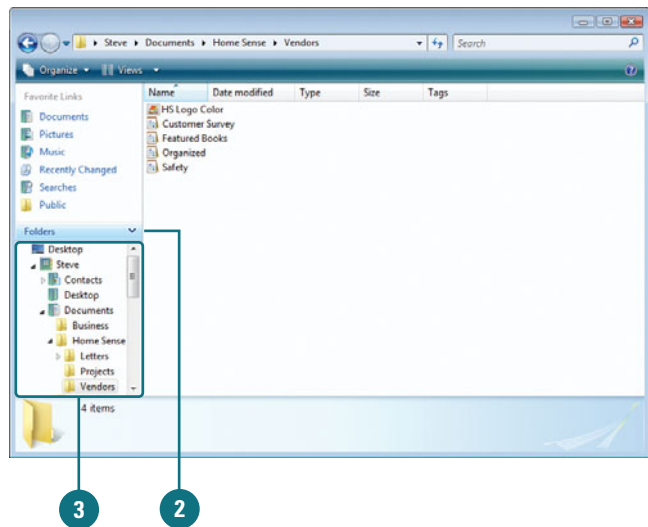 Steve ▸ Documents ▸ Home Sense ▸ Vendors Search
Organize Views
Favorite Links
Documents
Pictures
Music
Recently Changed
Searches
Public
Folders
Desktop
Steve
Contacts
Desktop
Documents
Business
Home Sense
Letters
Projects
Vendors
Name Date modified Type Size Tags
HS Logo Color
Customer Survey
Featured Books
Organized
Safety
4 items
3 2